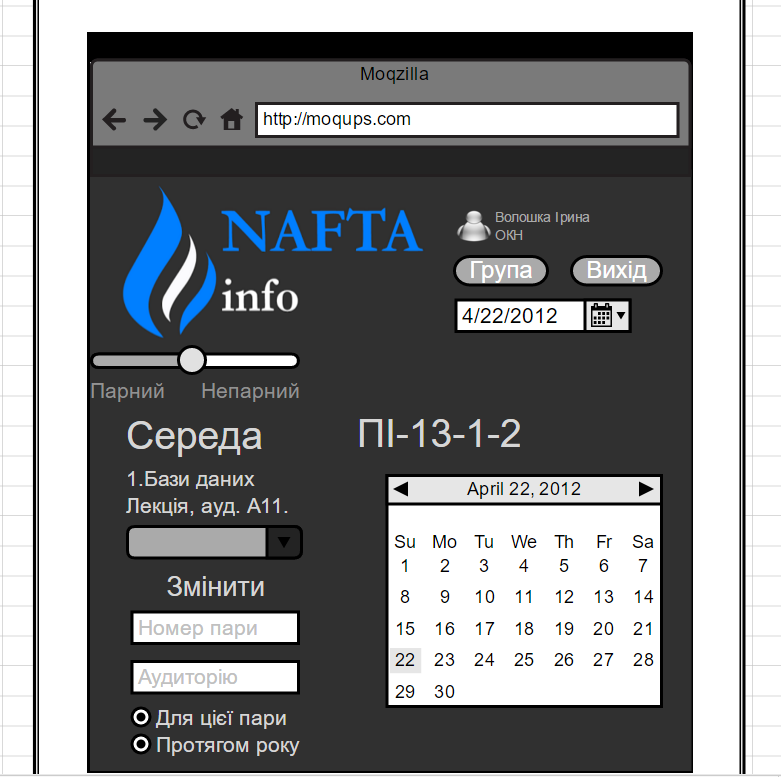 Moqzilla
http://moqups.com
NAFTA
info
Волошка Ірина
ОКН
Група
Вихід
4/22/2012
Парний
Непарний
Середа
ПІ-13-1-2
1.Бази даних
Лекція, ауд. А11.
Змінити
Номер пари
Аудиторію
Для цієї пари
Протягом року
April 22, 2012
Su Mo Tu We Th Fr Sa
1 2 3 4 5 6 7
8 9 10 11 12 13 14
15 16 17 18 19 20 21
22 23 24 25 26 27 28
29 30